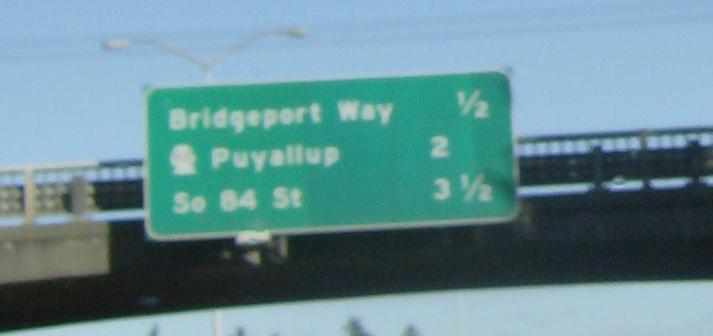 Bridgeport Way ½
Puyallup 2
So 84 St 3 ½